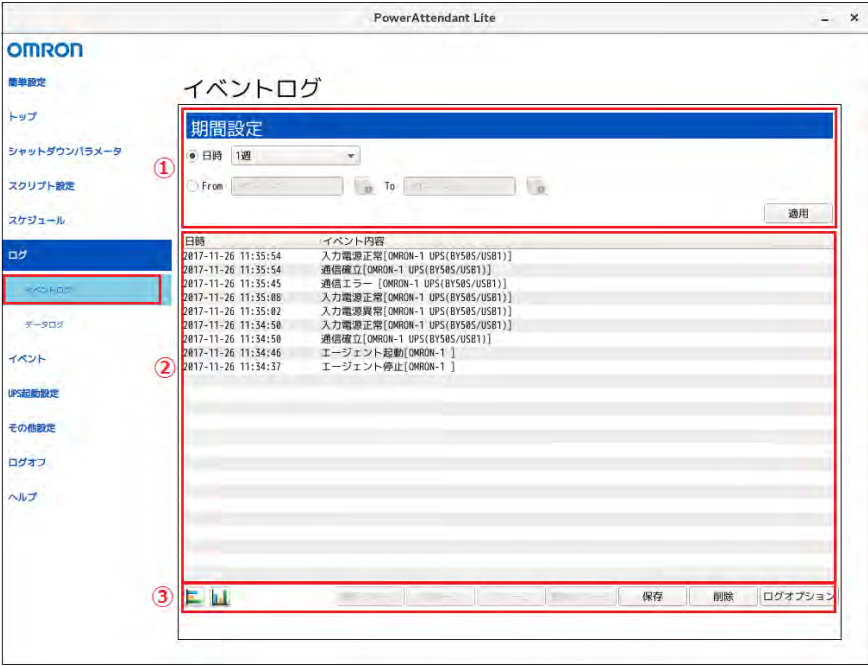 PowerAttendant Lite
OMRON
簡単設定
トップ
シャットダウンパラメータ
スクリプト設定
スケジュール
ログ
イベントログ
データログ
イベント
UPS起動設定
その他設定
ログオフ
ヘルプ
イベントログ
①
期間設定
日時 1週
From To
適用
②
日時 イベント内容
2017-11-26 11:35:54 入力電源正常[OMRON-1 UPS(BY50S/USB1)]
2017-11-26 11:35:54 通信確立[OMRON-1 UPS(BY50S/USB1)]
2017-11-26 11:35:45 通信エラー [OMRON-1 UPS(BY50S/USB1)]
2017-11-26 11:35:08 入力電源正常[OMRON-1 UPS(BY50S/USB1)]
2017-11-26 11:35:02 入力電源異常[OMRON-1 UPS(BY50S/USB1)]
2017-11-26 11:34:50 入力電源正常[OMRON-1 UPS(BY50S/USB1)]
2017-11-26 11:34:50 通信確立[OMRON-1 UPS(BY50S/USB1)]
2017-11-26 11:34:46 エージェント起動[OMRON-1 ]
2017-11-26 11:34:37 エージェント停止[OMRON-1 ]
③
保存 削除 ログオプション